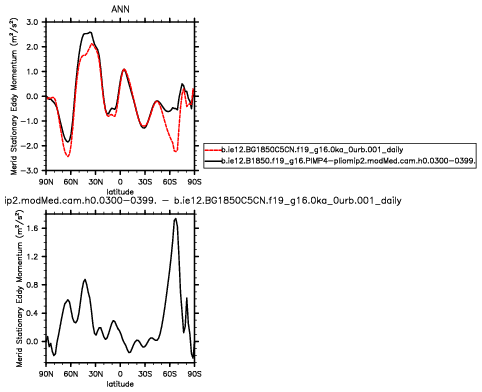 ANN
Merid Stationary Eddy Momentum (m²/s²)
3.0
2.0
1.0
0.0
−1.0
−2.0
−3.0
90N 60N 30N 0 30S 60S 90S
latitude
b.ie12.BG1850C5CN.f19_g16.0ka_0urb.001_daily
b.ie12.B1850.f19_g16.PIMP4−pliomip2.modMed.cam.h0.0300−0399.
ip2.modMed.cam.h0.0300−0399. − b.ie12.BG1850C5CN.f19_g16.0ka_0urb.001_daily
Merid Stationary Eddy Momentum (m²/s²)
1.6
1.2
0.8
0.4
0.0
90N 60N 30N 0 30S 60S 90S
latitude